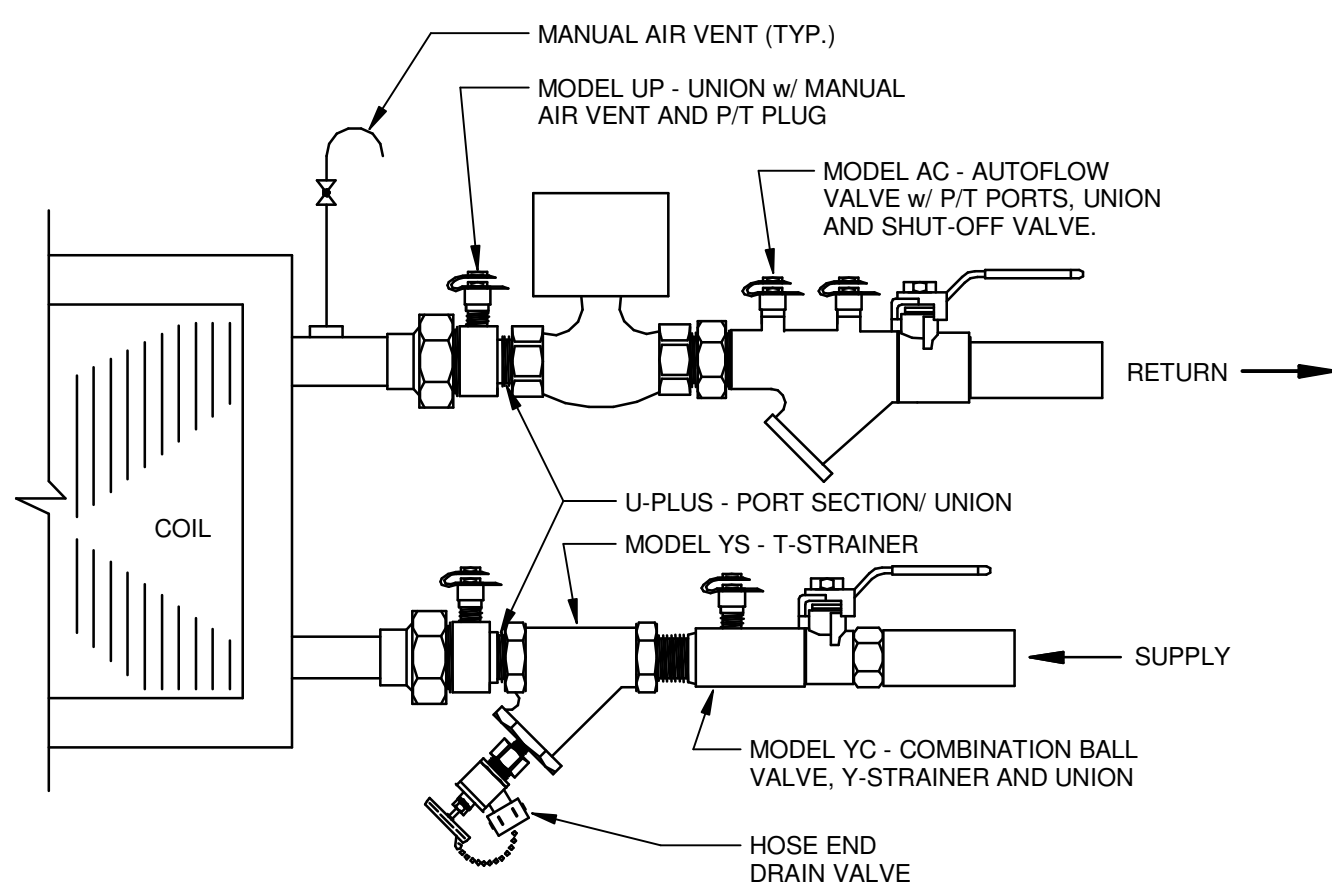 MANUAL AIR VENT (TYP.)
MODEL UP - UNION w/ MANUAL
AIR VENT AND P/T PLUG
MODEL AC - AUTOFLOW
VALVE w/ P/T PORTS, UNION
AND SHUT-OFF VALVE.
RETURN
U-PLUS - PORT SECTION/ UNION
COIL
MODEL YS - T-STRAINER
SUPPLY
MODEL YC - COMBINATION BALL
VALVE, Y-STRAINER AND UNION
HOSE END
DRAIN VALVE